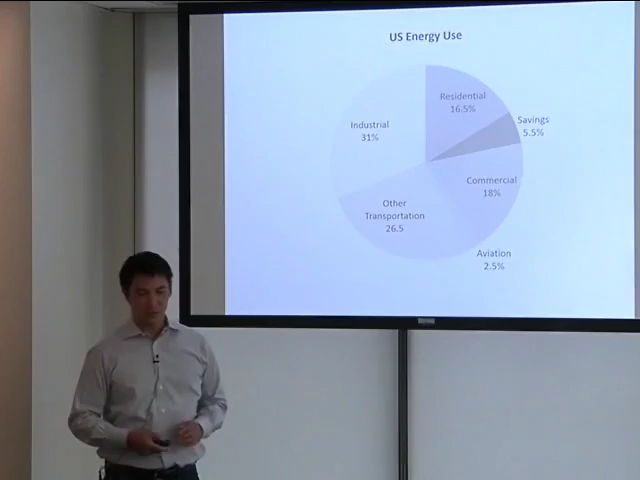 US Energy Use
Residential
16.5%
Savings
5.5%
Industrial
31%
Commercial
18%
Other
Transportation
26.5
Aviation
2.5%